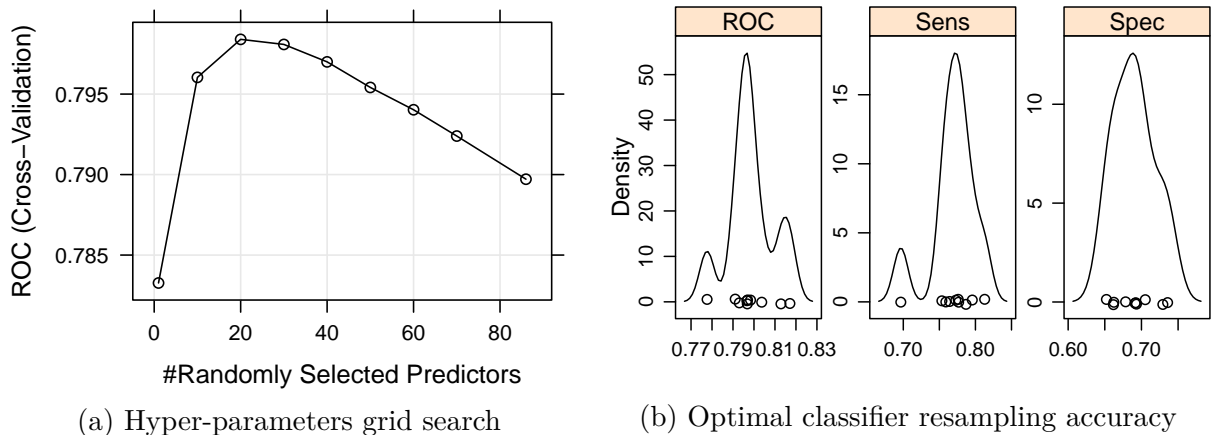 ROC (Cross−Validation)
0.795
0.790
0.785
0 20 40 60 80
#Randomly Selected Predictors
(a) Hyper-parameters grid search
ROC Sens Spec
Density
0 10 20 30 40 50
0 5 10 15
0 5 10
0.77 0.79 0.81 0.83
0.70 0.80
0.60 0.70
(b) Optimal classifier resampling accuracy